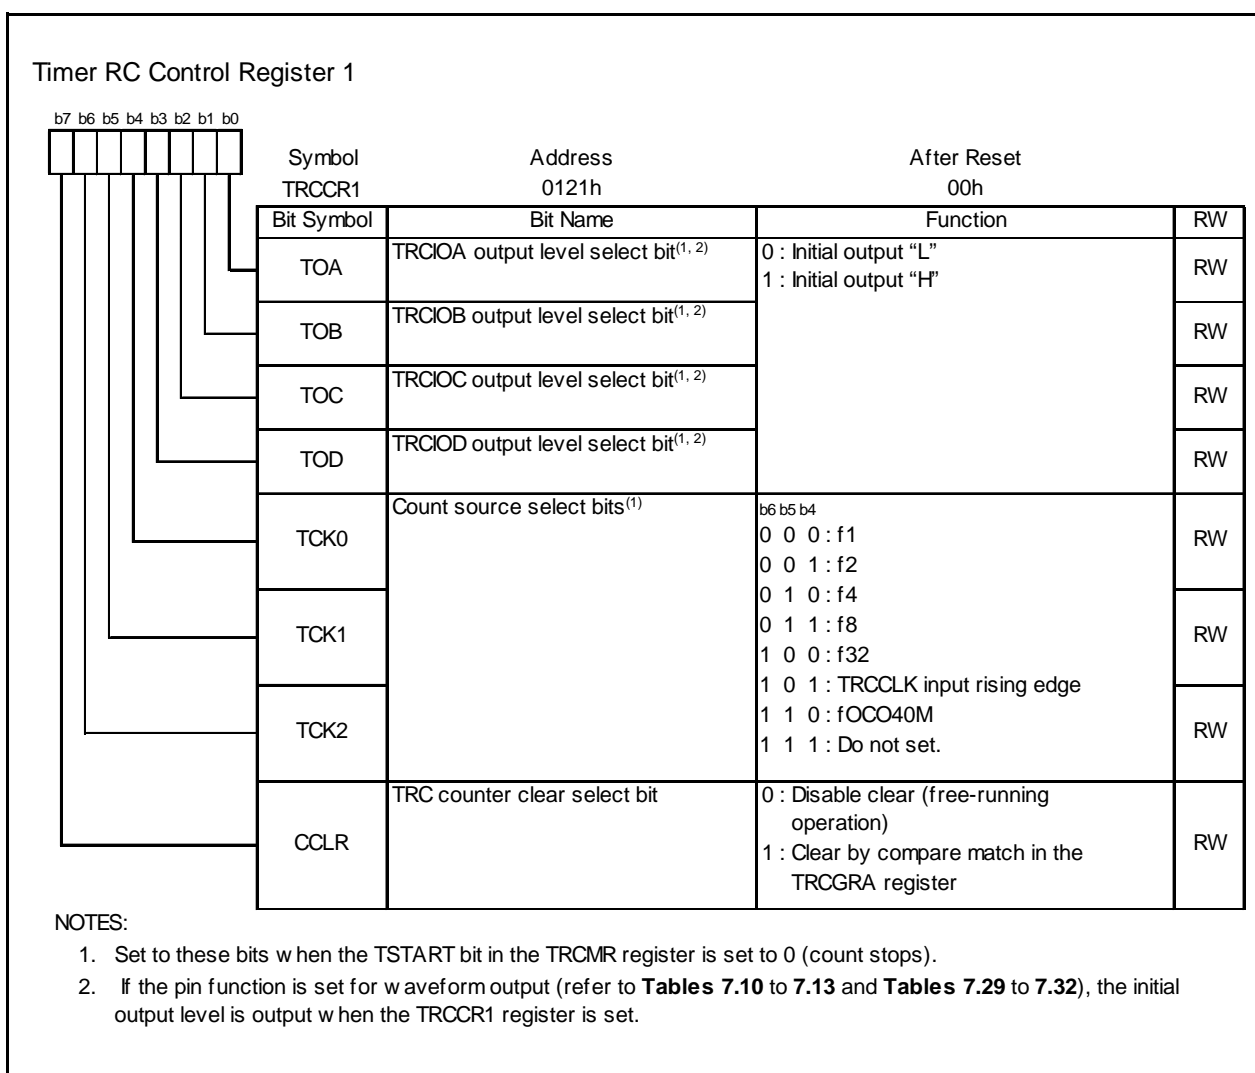 Timer RC Control Register 1
b7 b6 b5 b4 b3 b2 b1 b0
Symbol Address After Reset
TRCCR1 0121h 00h
Bit Symbol Bit Name Function RW
TOA TRCIOA output level select bit(1, 2) 0 : Initial output “L” RW
1 : Initial output “H”
TOB TRCIOB output level select bit(1, 2) RW
TOC TRCIOC output level select bit(1, 2) RW
TOD TRCIOD output level select bit(1, 2) RW
Count source select bits(1) b6 b5 b4
TCK0 0 0 0 : f1 RW
0 0 1 : f2
0 1 0 : f4
TCK1 0 1 1 : f8 RW
1 0 0 : f32
1 0 1 : TRCCLK input rising edge
TCK2 1 1 0 : fOCO40M RW
1 1 1 : Do not set.
TRC counter clear select bit 0 : Disable clear (free-running
operation)
CCLR 1 : Clear by compare match in the RW
TRCGRA register
NOTES:
1. Set to these bits when the TSTART bit in the TRCMR register is set to 0 (count stops).
2. If the pin function is set for waveform output (refer to Tables 7.10 to 7.13 and Tables 7.29 to 7.32), the initial
output level is output when the TRCCR1 register is set.